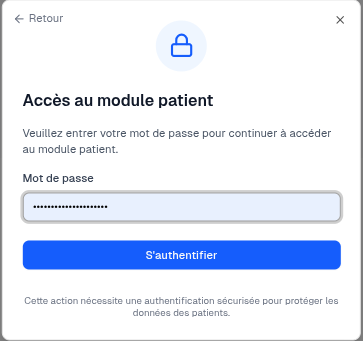 Retour
Accès au module patient
Veuillez entrer votre mot de passe pour continuer à accéder
au module patient.
Mot de passe
•••••••••••••••••••••
S'authentifier
Cette action nécessite une authentification sécurisée pour protéger les
données des patients.